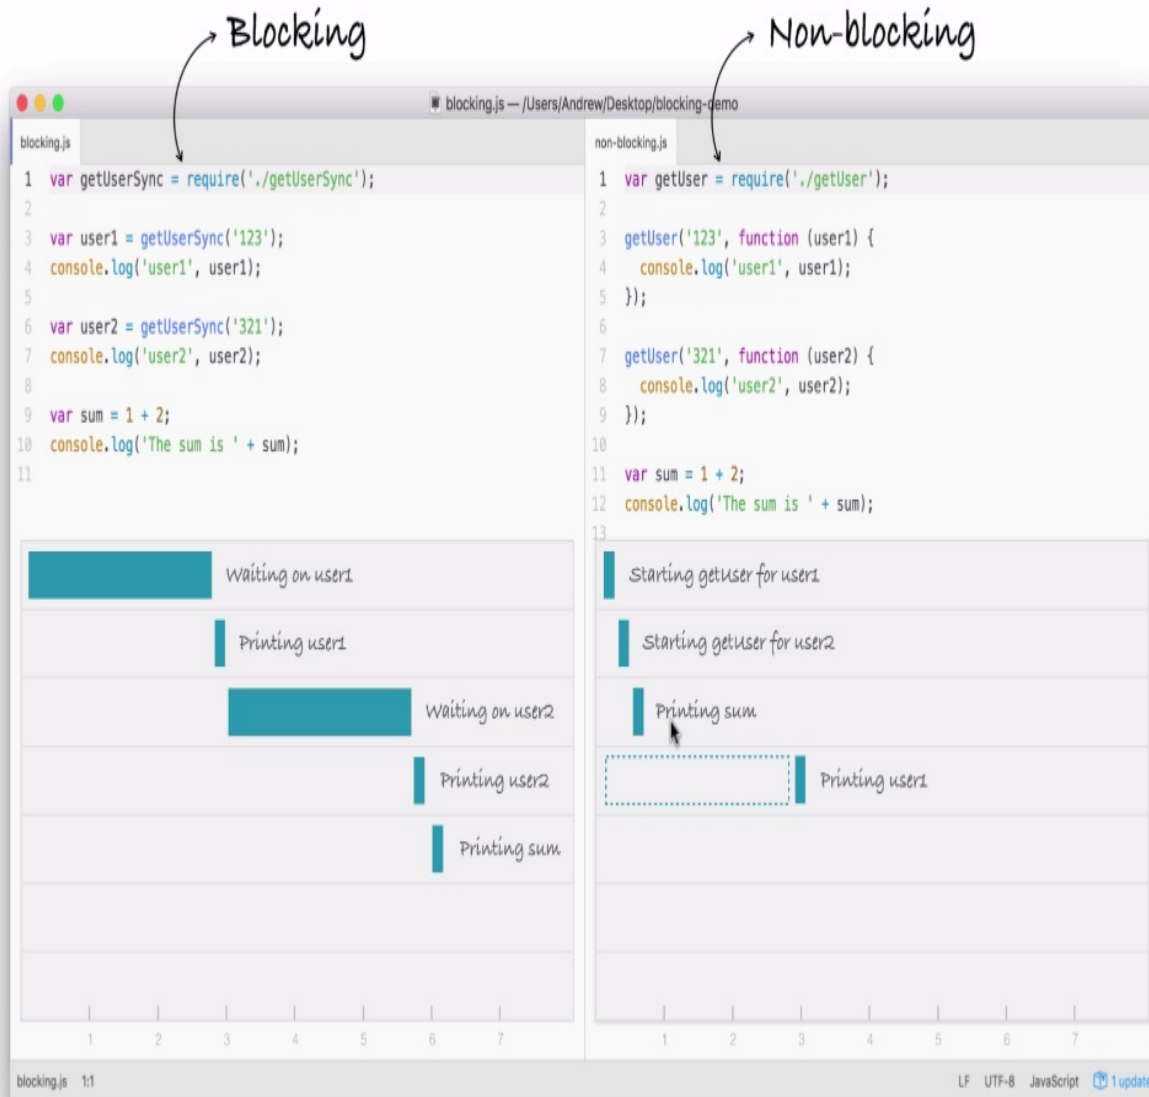 Blocking
Non-blocking
blocking.js — /Users/Andrew/Desktop/blocking-demo
blocking.js
1 var getUserSync = require('./getUserSync');
2
3 var user1 = getUserSync('123');
4 console.log('user1', user1);
5
6 var user2 = getUserSync('321');
7 console.log('user2', user2);
8
9 var sum = 1 + 2;
10 console.log('The sum is ' + sum);
11
Waiting on user1
Printing user1
Waiting on user2
Printing user2
Printing sum
1 2 3 4 5 6 7
non-blocking.js
1 var getUser = require('./getUser');
2
3 getUser('123', function (user1) {
4 console.log('user1', user1);
5 });
6
7 getUser('321', function (user2) {
8 console.log('user2', user2);
9 });
10
11 var sum = 1 + 2;
12 console.log('The sum is ' + sum);
13
Starting getUser for user1
Starting getUser for user2
Printing sum
Printing user1
1 2 3 4 5 6 7
blocking.js 1:1
LF UTF-8 JavaScript 1 update